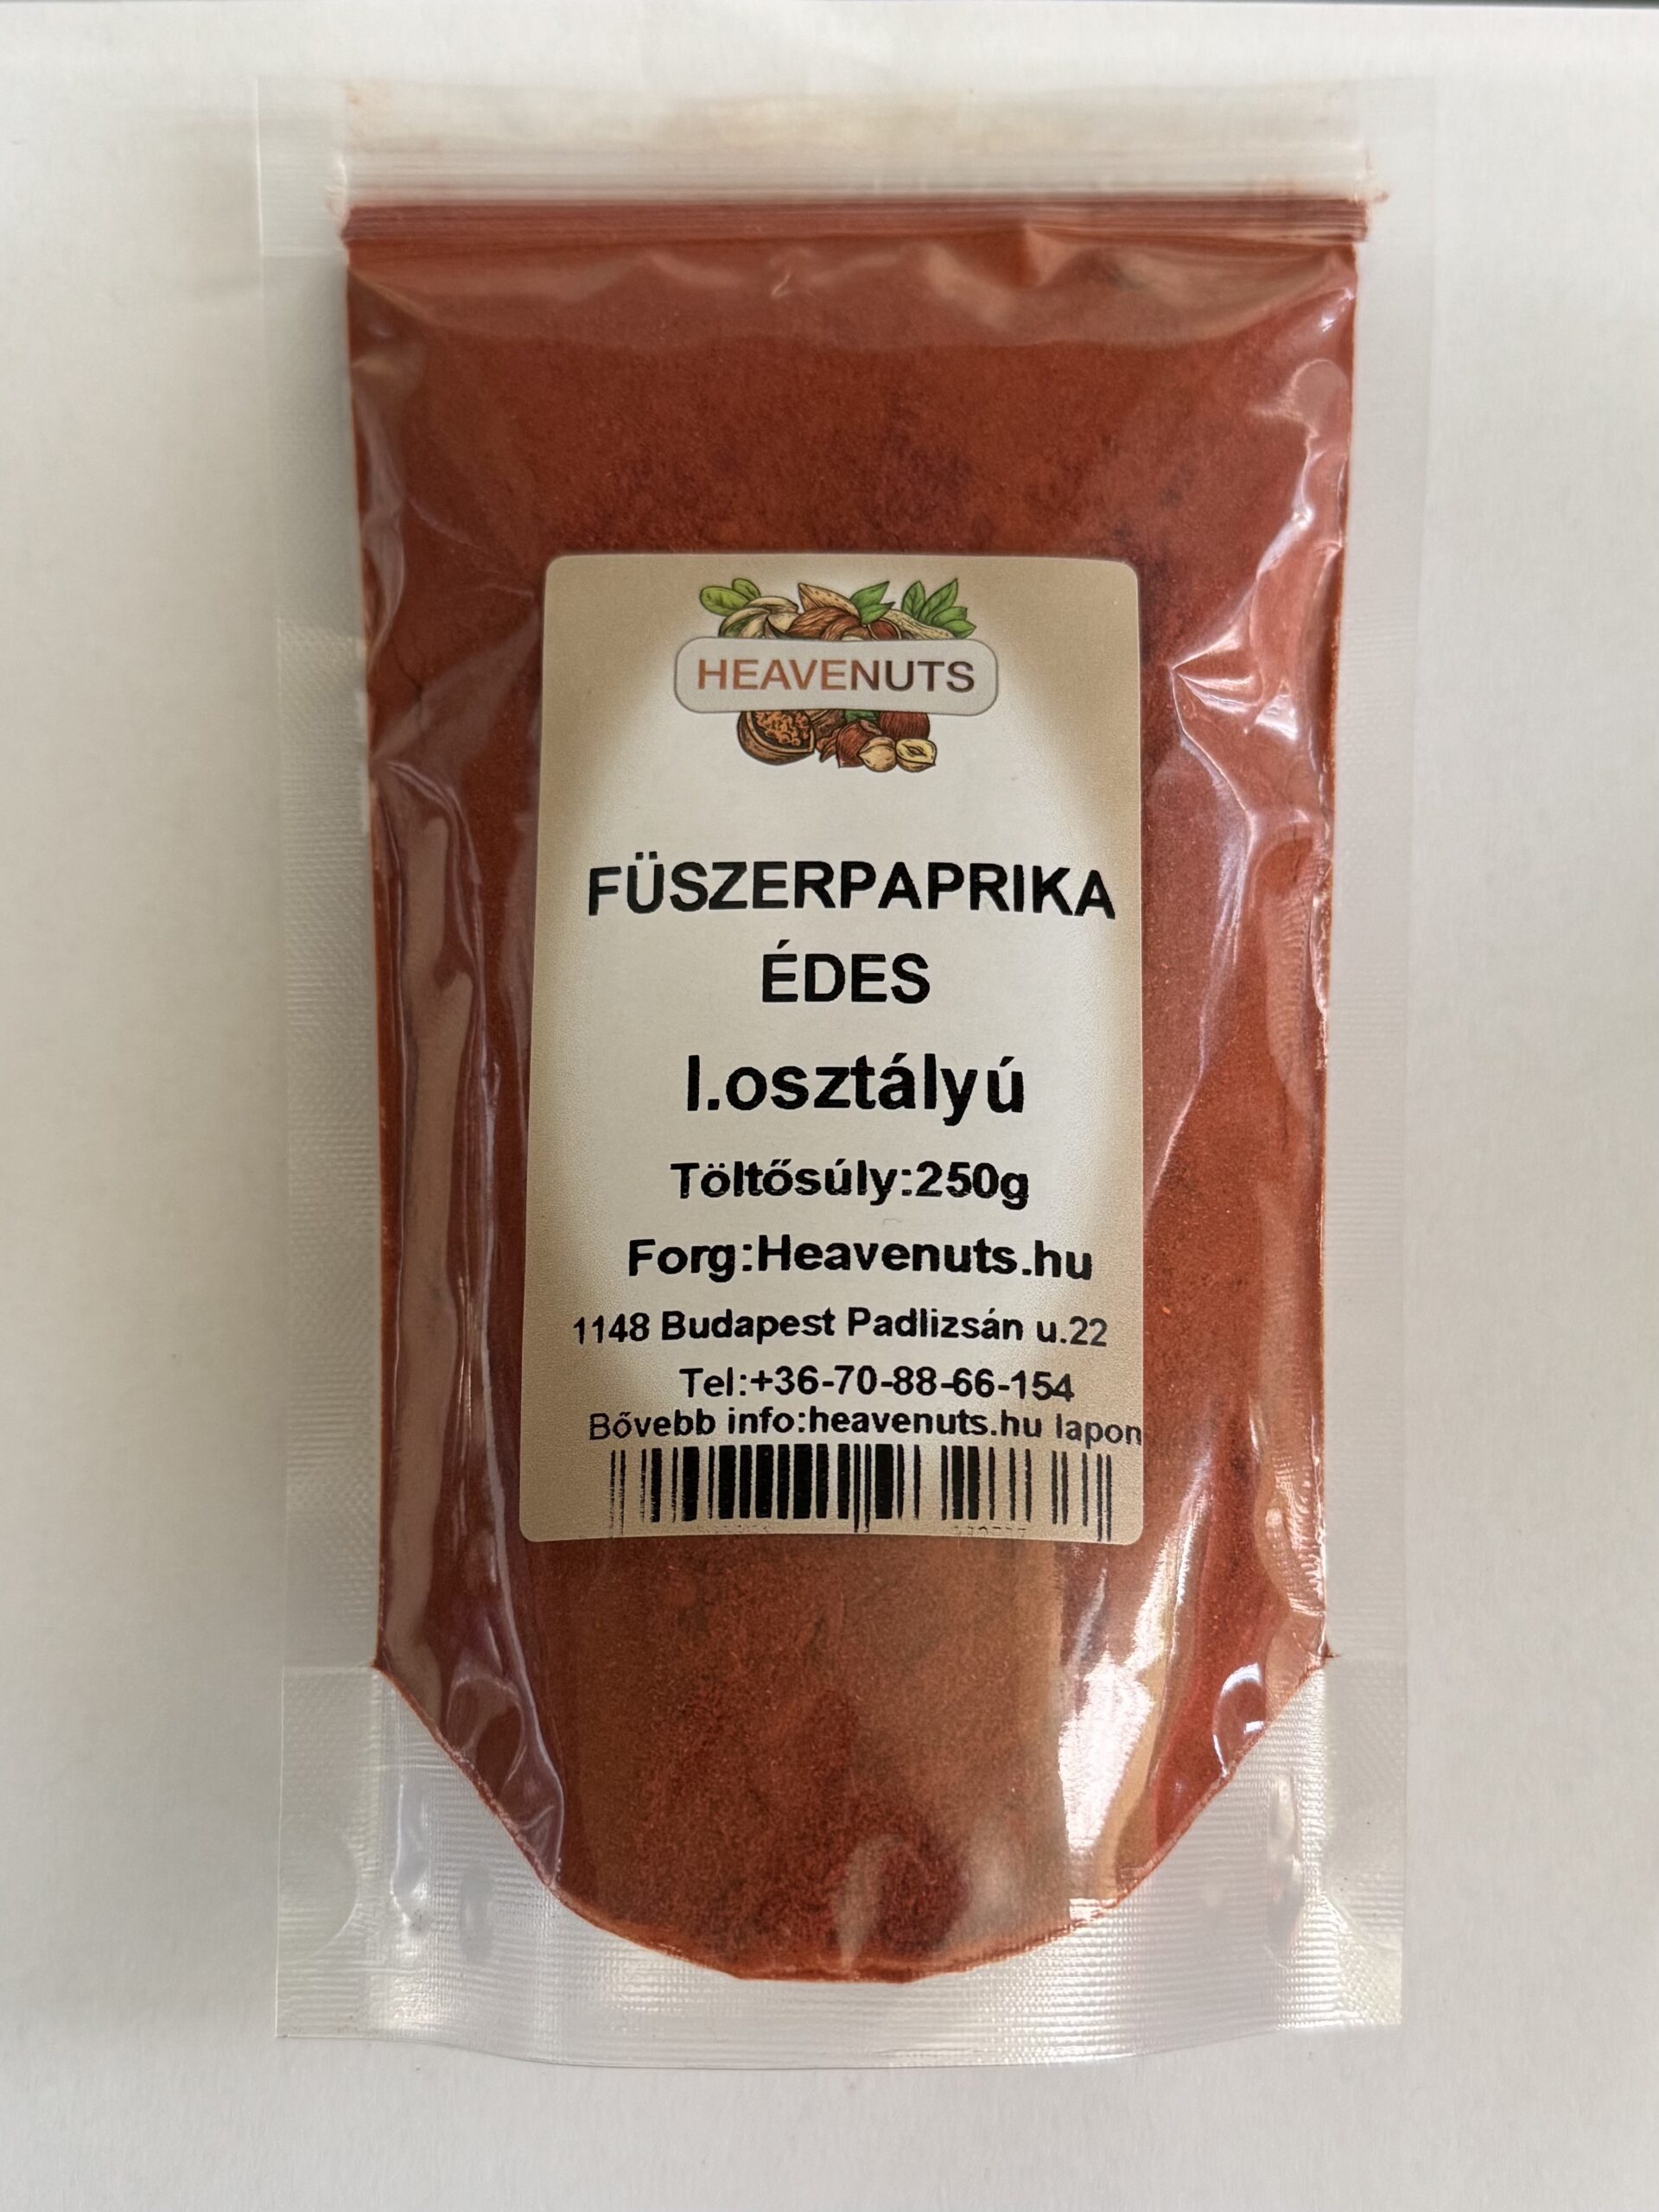 HEAVENUTS
FÜSZERPAPRIKA
ÉDES
I.osztályú
Töltősúly:250g
Forg:Heavenuts.hu
1148 Budapest Padlizsán u.22
Tel:+36-70-88-66-154
Bővebb info:heavenuts.hu lapon